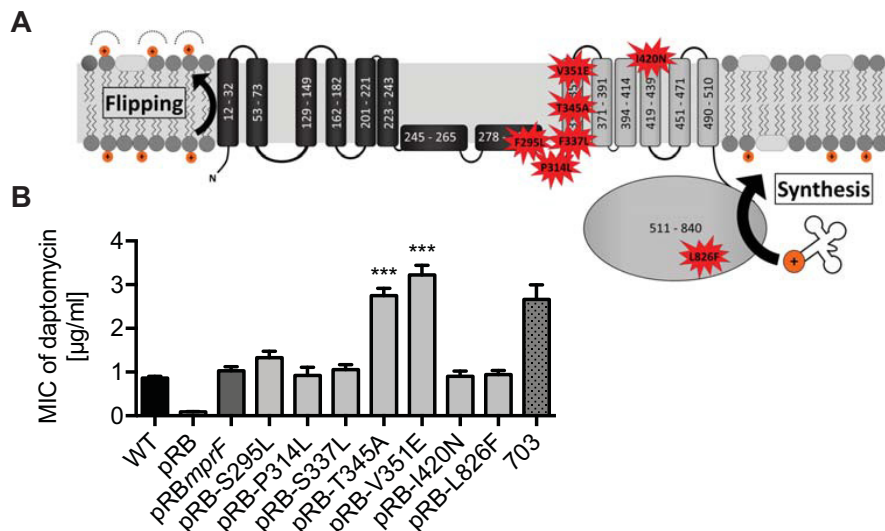 A
V351E
I420N
Flipping
12 - 32
53 - 73
129 - 149
162 - 182
201 - 221
223 - 243
T345A
371 - 391
394 - 414
419 - 439
451 - 471
490 - 510
245 - 265
278 -
F295L
F337L
P314L
N
Synthesis
511 - 840
L826F
+
B
MIC of daptomycin
[µg/ml]
4
3
2
1
0
***
***
WT
pRB
pRBmprF
pRB-S295L
pRB-P314L
pRB-S337L
pRB-T345A
pRB-V351E
pRB-I420N
pRB-L826F
703